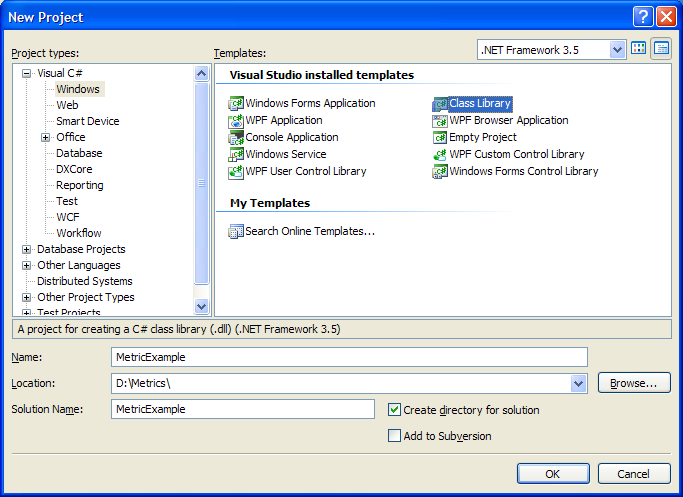 New Project
Project types:
Templates:
.NET Framework 3.5
Visual C#
Windows
Web
Smart Device
Office
Database
DXCore
Reporting
Test
WCF
Workflow
Database Projects
Other Languages
Distributed Systems
Other Project Types
Test Projects
Visual Studio installed templates
Windows Forms Application
Class Library
WPF Application
WPF Browser Application
Console Application
Empty Project
Windows Service
WPF Custom Control Library
WPF User Control Library
Windows Forms Control Library
My Templates
Search Online Templates...
A project for creating a C# class library (.dll) (.NET Framework 3.5)
Name:
MetricExample
Location:
D:\Metrics\
Browse...
Solution Name:
MetricExample
Create directory for solution
Add to Subversion
OK
Cancel